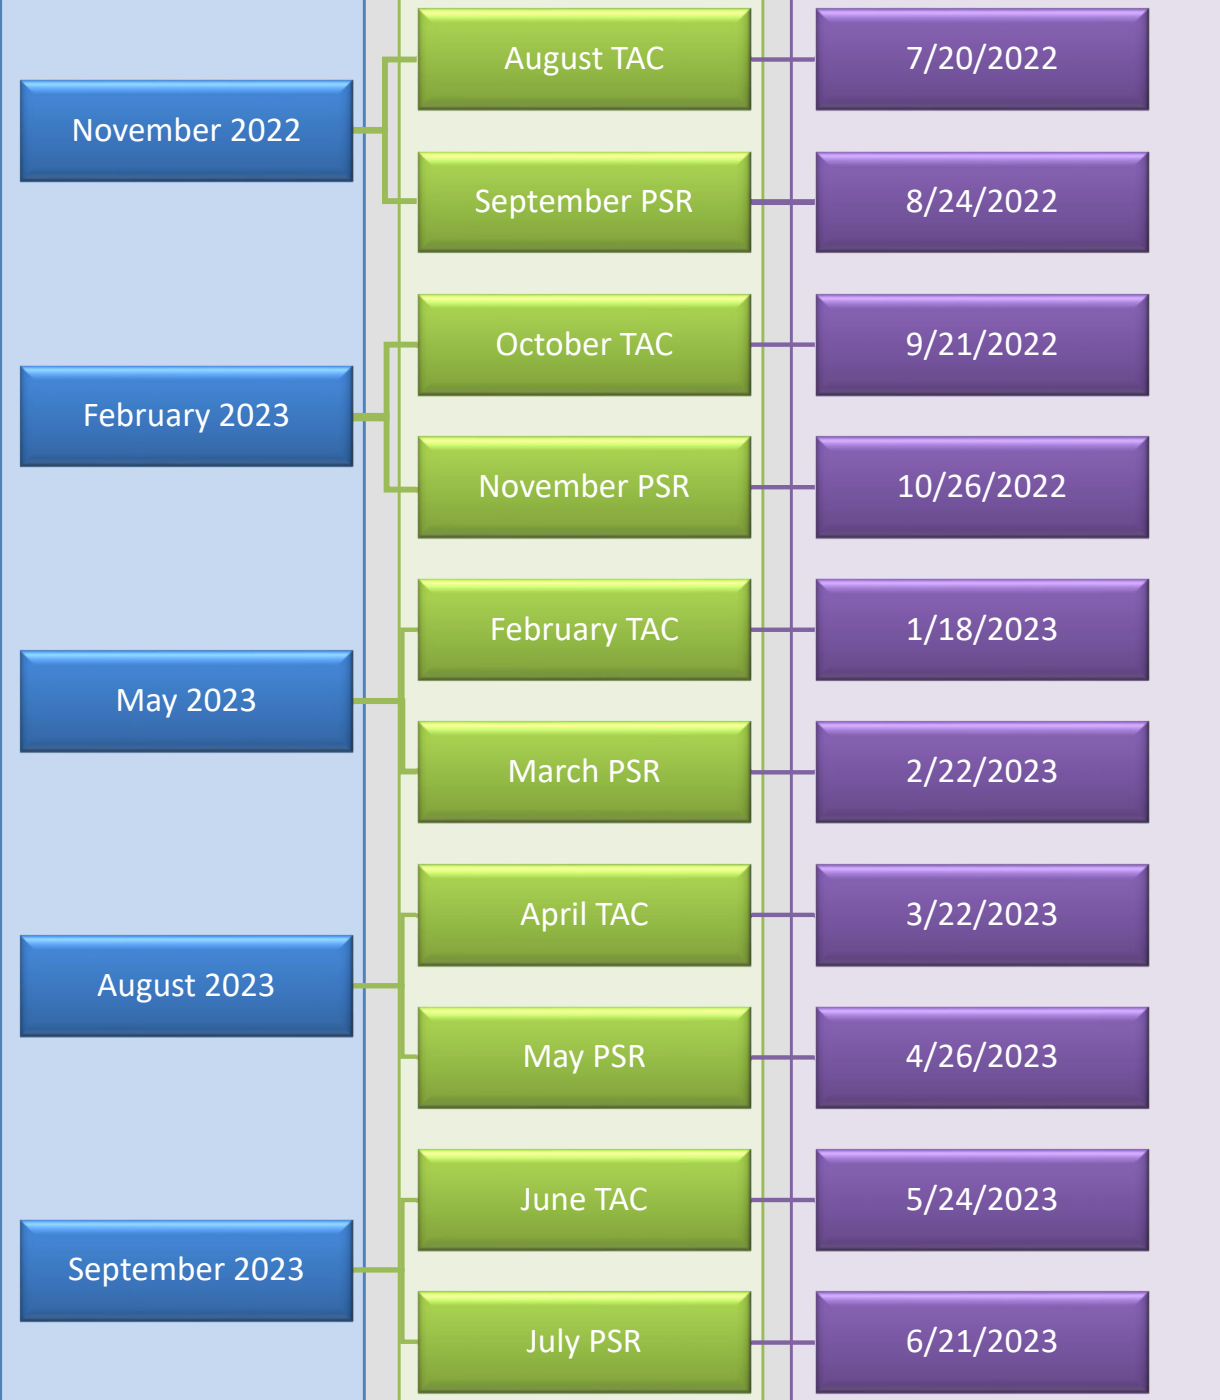 November 2022
August TAC
7/20/2022
September PSR
8/24/2022
February 2023
October TAC
9/21/2022
November PSR
10/26/2022
May 2023
February TAC
1/18/2023
March PSR
2/22/2023
August 2023
April TAC
3/22/2023
May PSR
4/26/2023
September 2023
June TAC
5/24/2023
July PSR
6/21/2023